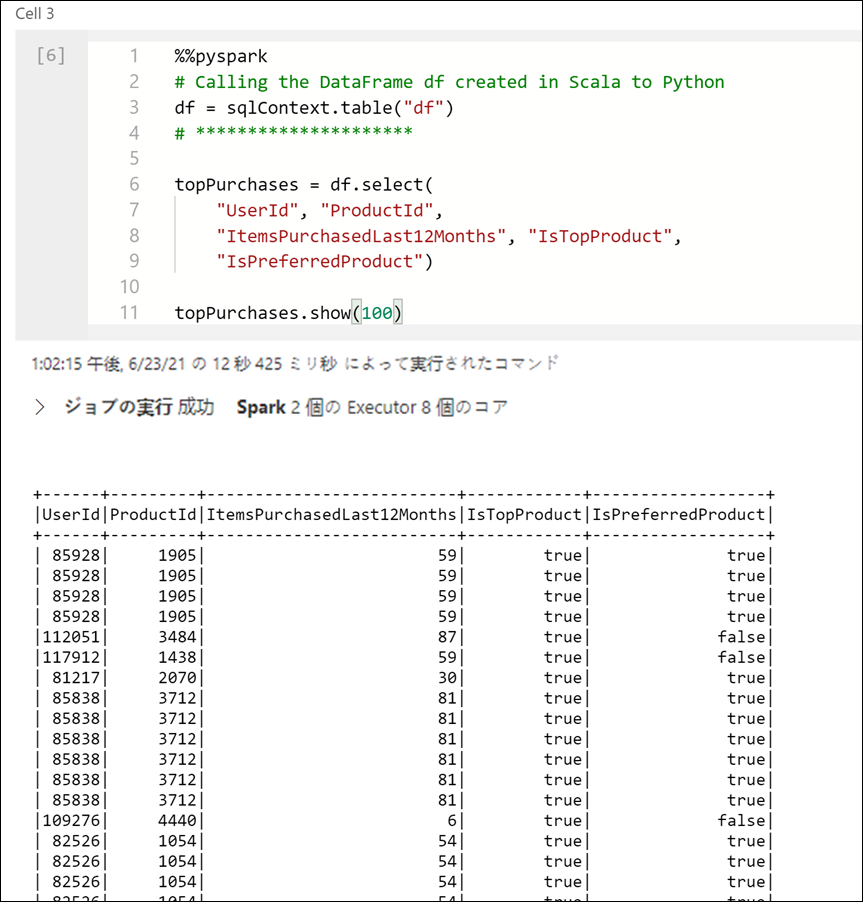 Cell 3
[6]
1 %%pyspark
2 # Calling the DataFrame df created in Scala to Python
3 df = sqlContext.table("df")
4 # *********************
5
6 topPurchases = df.select(
7     "UserId", "ProductId",
8     "ItemsPurchasedLast12Months", "IsTopProduct",
9     "IsPreferredProduct")
10
11 topPurchases.show(100)
1:02:15 午後, 6/23/21 の 12 秒 425 ミリ秒 によって実行されたコマンド
ジョブの実行 成功 Spark 2 個の Executor 8 個のコア
+------+---------+--------------------------+------------+------------------+
|UserId|ProductId|ItemsPurchasedLast12Months|IsTopProduct|IsPreferredProduct|
+------+---------+--------------------------+------------+------------------+
| 85928|     1905|                        59|        true|              true|
| 85928|     1905|                        59|        true|              true|
| 85928|     1905|                        59|        true|              true|
| 85928|     1905|                        59|        true|              true|
|112051|     3484|                        87|        true|             false|
|117912|     1438|                        59|        true|             false|
| 81217|     2070|                        30|        true|              true|
| 85838|     3712|                        81|        true|              true|
| 85838|     3712|                        81|        true|              true|
| 85838|     3712|                        81|        true|              true|
| 85838|     3712|                        81|        true|              true|
| 85838|     3712|                        81|        true|              true|
| 85838|     3712|                        81|        true|              true|
|109276|     4440|                         6|        true|             false|
| 82526|     1054|                        54|        true|              true|
| 82526|     1054|                        54|        true|              true|
| 82526|     1054|                        54|        true|              true|